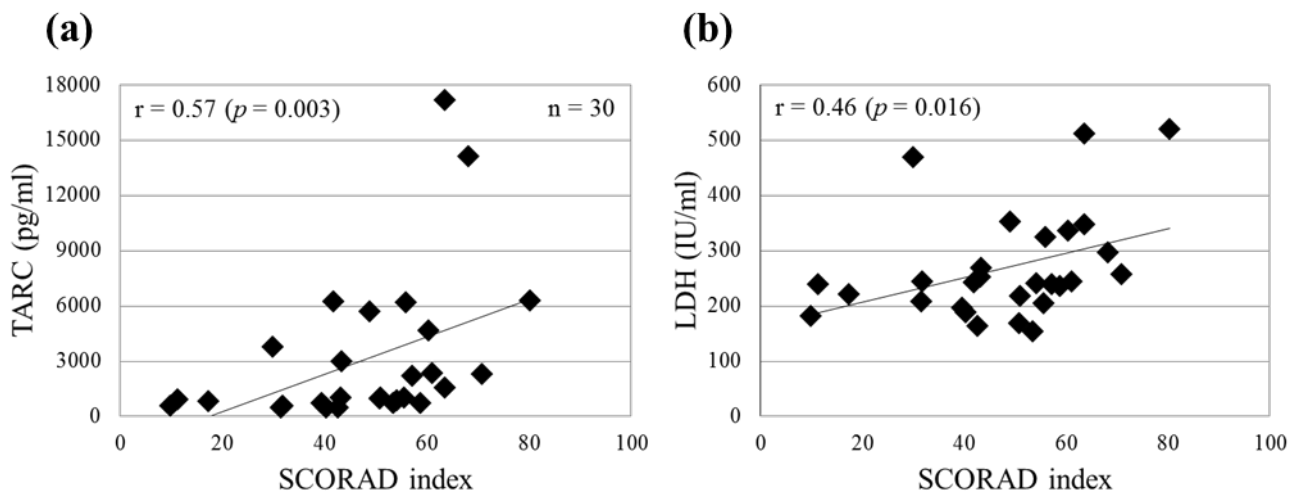 (a)
r = 0.57 (p = 0.003)
n = 30
TARC (pg/ml)
18000
15000
12000
9000
6000
3000
0
0 20 40 60 80 100
SCORAD index
(b)
r = 0.46 (p = 0.016)
LDH (IU/ml)
600
500
400
300
200
100
0
0 20 40 60 80 100
SCORAD index